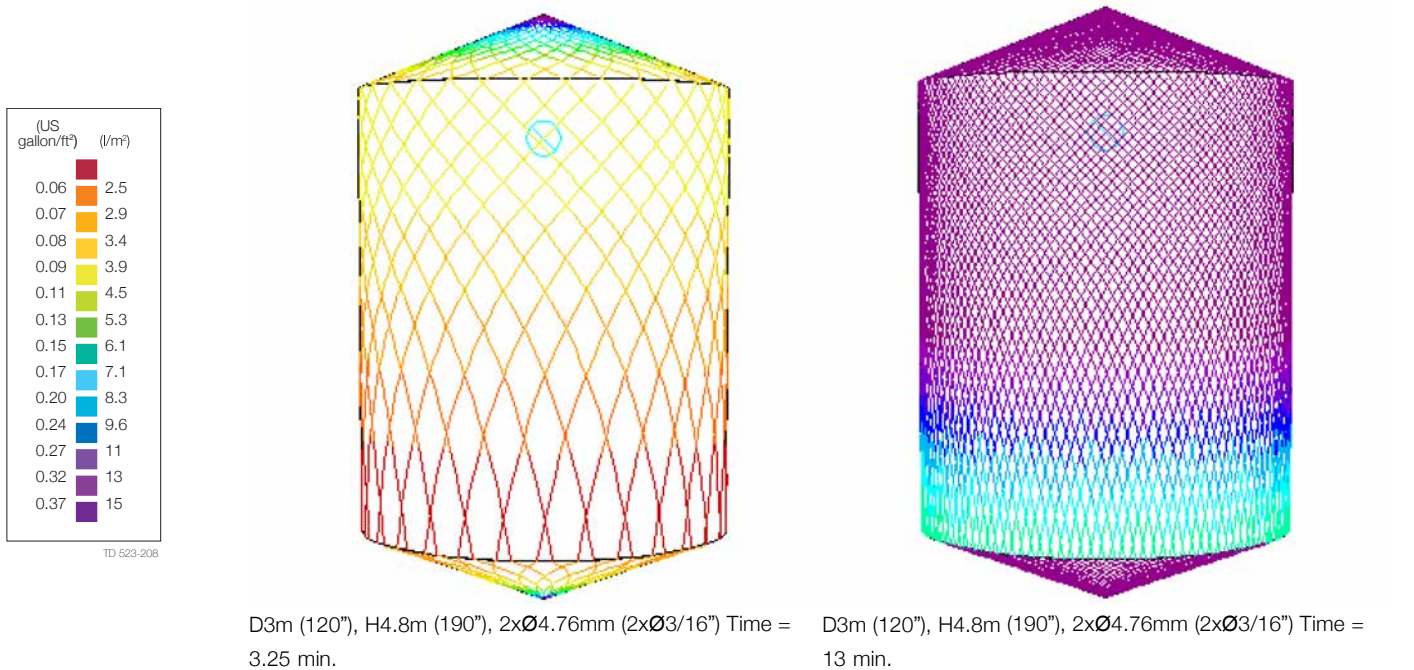 (US
gallon/ft²) (l/m²)
0.06 2.5
0.07 2.9
0.08 3.4
0.09 3.9
0.11 4.5
0.13 5.3
0.15 6.1
0.17 7.1
0.20 8.3
0.24 9.6
0.27 11
0.32 13
0.37 15
TD 523-208
D3m (120”), H4.8m (190”), 2xØ4.76mm (2xØ3/16”) Time =
3.25 min.
D3m (120”), H4.8m (190”), 2xØ4.76mm (2xØ3/16”) Time =
13 min.